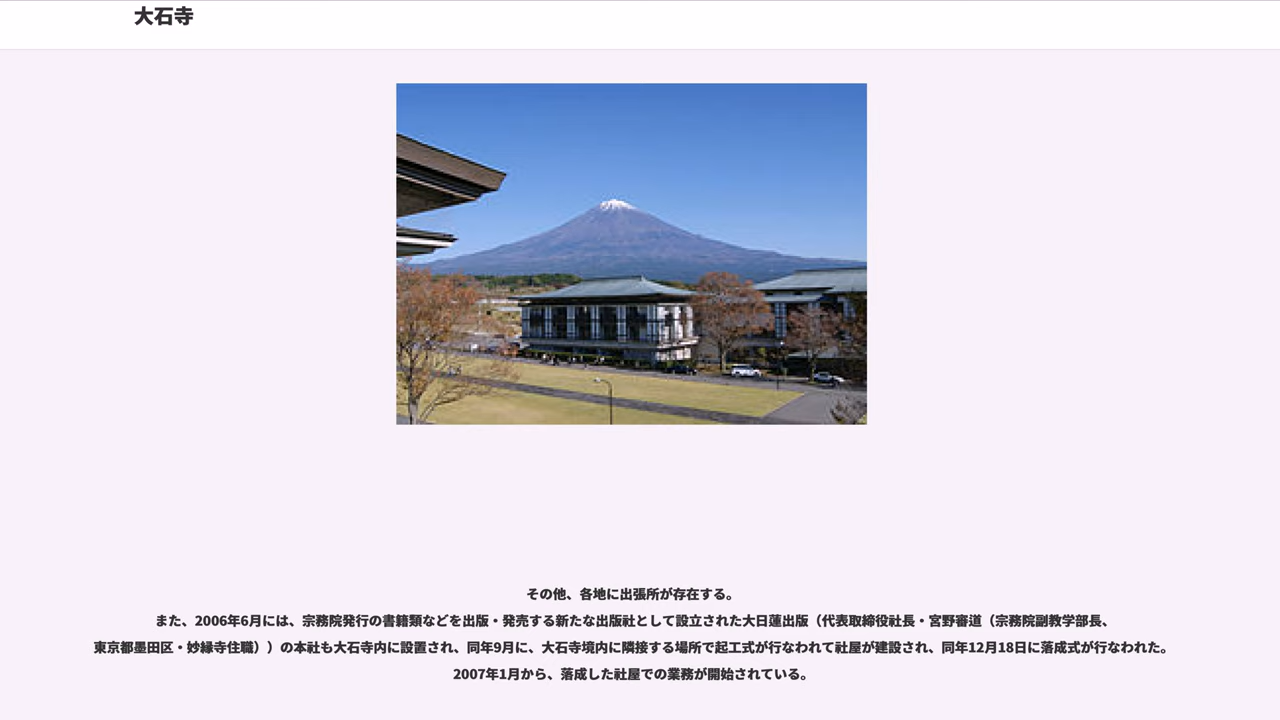 大石寺
その他、各地に出張所が存在する。
また、2006年6月には、宗務院発行の書籍類などを出版・発売する新たな出版社として設立された大日蓮出版（代表取締役社長・宮野審道（宗務院副教学部長、
東京都墨田区・妙縁寺住職））の本社も大石寺内に設置され、同年9月に、大石寺境内に隣接する場所で起工式が行なわれて社屋が建設され、同年12月18日に落成式が行なわれた。
2007年1月から、落成した社屋での業務が開始されている。